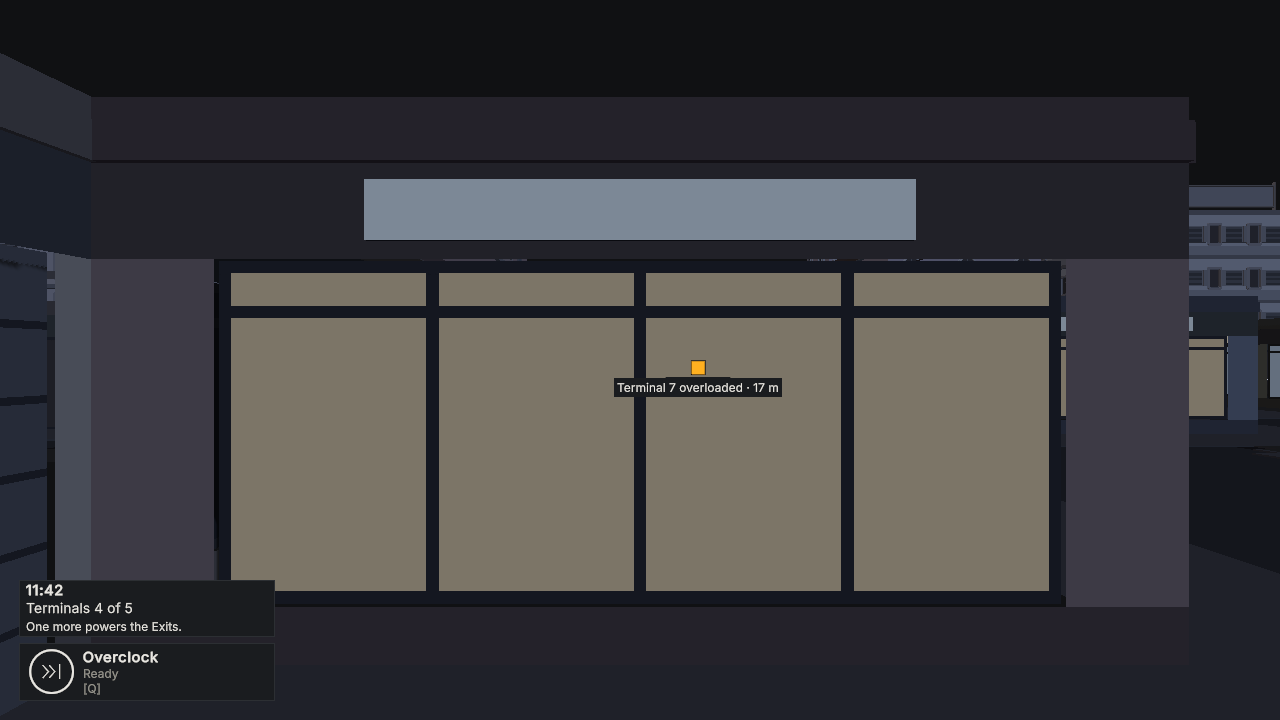 Terminal 7 overloaded · 17 m
11:42
Terminals 4 of 5
One more powers the Exits.
Overclock
Ready
[Q]